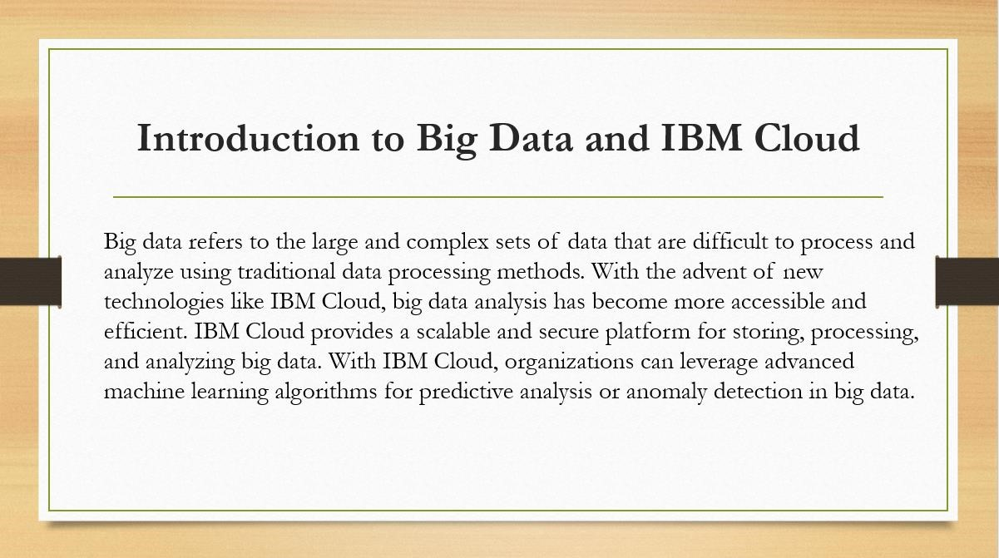 Introduction to Big Data and IBM Cloud
Big data refers to the large and complex sets of data that are difficult to process and
analyze using traditional data processing methods. With the advent of new
technologies like IBM Cloud, big data analysis has become more accessible and
efficient. IBM Cloud provides a scalable and secure platform for storing, processing,
and analyzing big data. With IBM Cloud, organizations can leverage advanced
machine learning algorithms for predictive analysis or anomaly detection in big data.